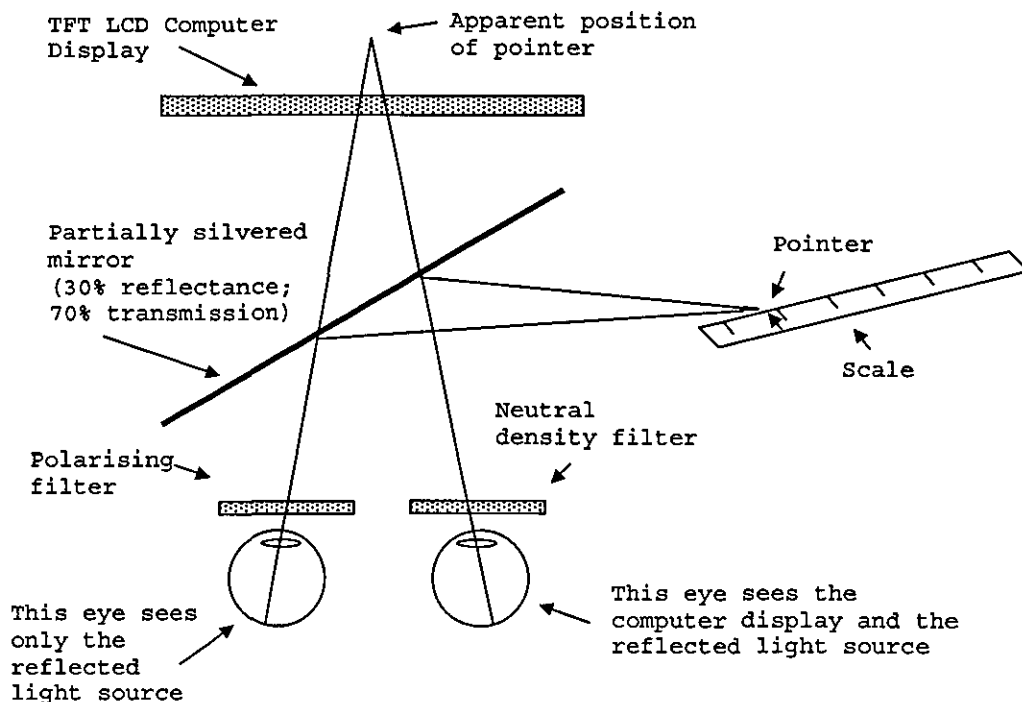 TFT LCD Computer
Display
Apparent position
of pointer
Partially silvered
mirror
(30% reflectance;
70% transmission)
Pointer
Scale
Neutral
density filter
Polarising
filter
This eye sees
only the
reflected
light source
This eye sees the
computer display and the
reflected light source